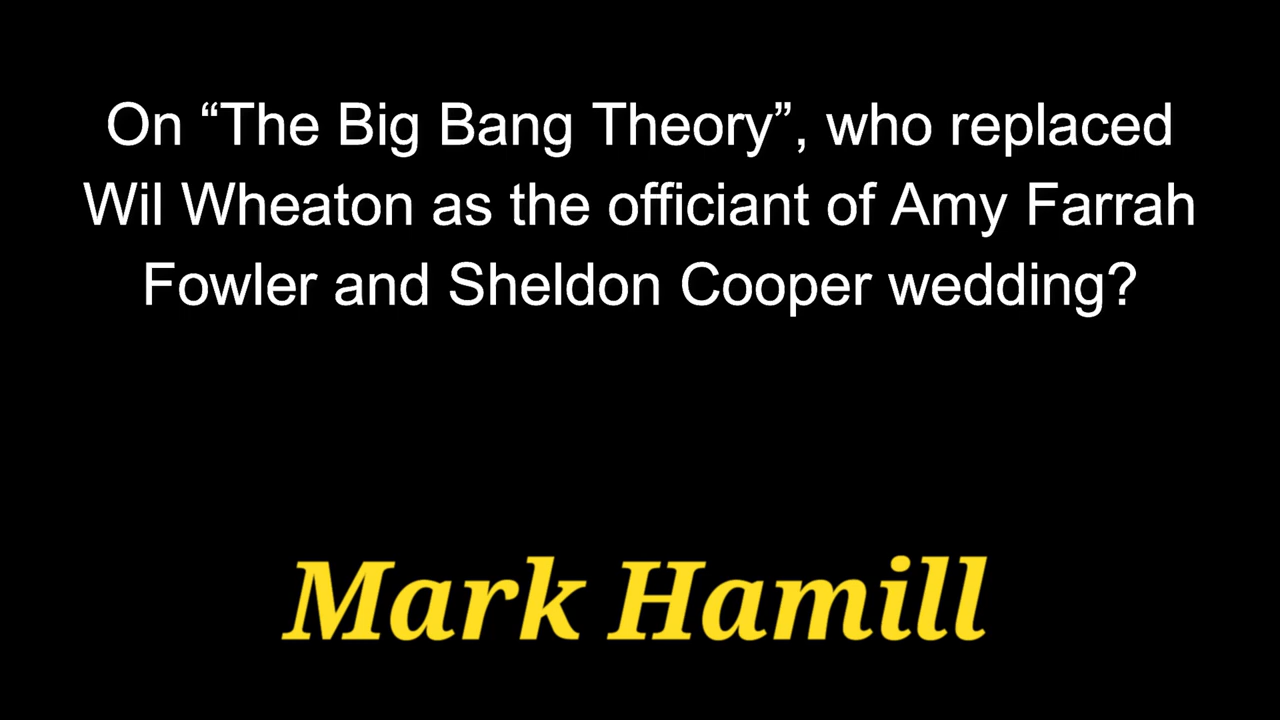 On “The Big Bang Theory”, who replaced
Wil Wheaton as the officiant of Amy Farrah
Fowler and Sheldon Cooper wedding?
Mark Hamill